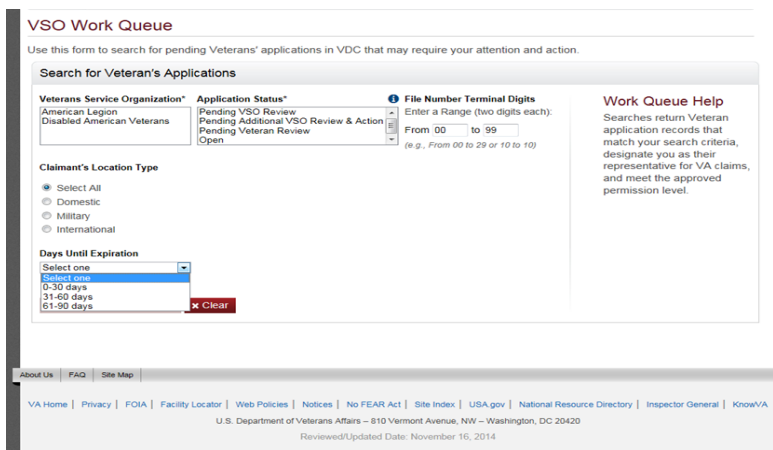 VSO Work Queue
Use this form to search for pending Veterans' applications in VDC that may require your attention and action.
Search for Veteran's Applications
Veterans Service Organization*
American Legion
Disabled American Veterans
Application Status*
Pending VSO Review
Pending Additional VSO Review & Action
Pending Veteran Review
Open
File Number Terminal Digits
Enter a Range (two digits each):
From 00 to 99
(e.g., From 00 to 29 or 10 to 10)
Work Queue Help
Searches return Veteran
application records that
match your search criteria,
designate you as their
representative for VA claims,
and meet the approved
permission level.
Claimant's Location Type
Select All
Domestic
Military
International
Days Until Expiration
Select one
Select one
0-30 days
31-60 days
61-90 days
x Clear
About Us | FAQ | Site Map
VA Home | Privacy | FOIA | Facility Locator | Web Policies | Notices | No FEAR Act | Site Index | USA.gov | National Resource Directory | Inspector General | KnowVA
U.S. Department of Veterans Affairs – 810 Vermont Avenue, NW – Washington, DC 20420
Reviewed/Updated Date: November 16, 2014